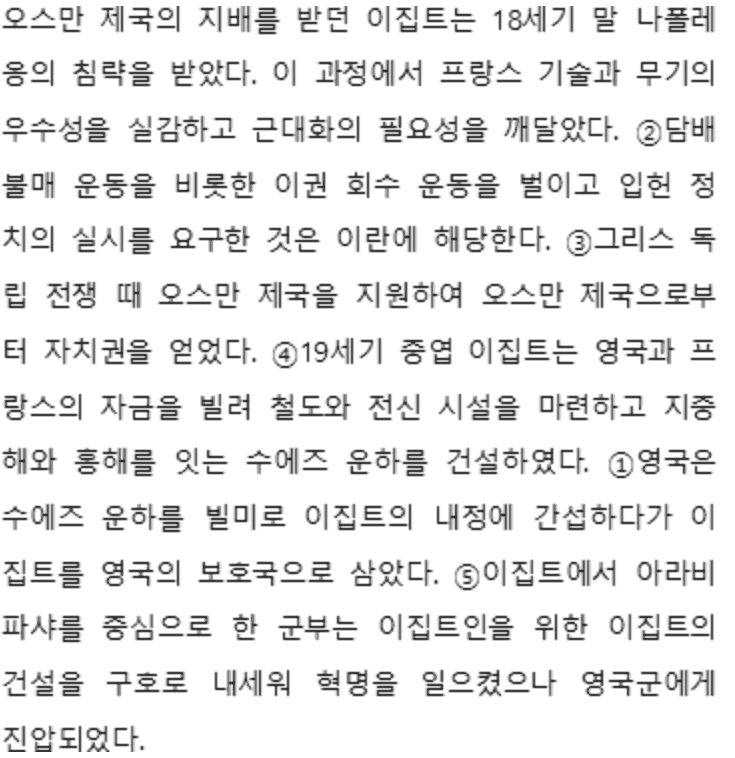 오스만 제국의 지배를 받던 이집트는 18세기 말 나폴레
옹의 침략을 받았다. 이 과정에서 프랑스 기술과 무기의
우수성을 실감하고 근대화의 필요성을 깨달았다. ②담배
불매 운동을 비롯한 이권 회수 운동을 벌이고 입헌 정
치의 실시를 요구한 것은 이란에 해당한다. ③그리스 독
립 전쟁 때 오스만 제국을 지원하여 오스만 제국으로부
터 자치권을 얻었다. ④19세기 중엽 이집트는 영국과 프
랑스의 자금을 빌려 철도와 전신 시설을 마련하고 지중
해와 홍해를 잇는 수에즈 운하를 건설하였다. ①영국은
수에즈 운하를 빌미로 이집트의 내정에 간섭하다가 이
집트를 영국의 보호국으로 삼았다. ⑤이집트에서 아라비
파샤를 중심으로 한 군부는 이집트인을 위한 이집트의
건설을 구호로 내세워 혁명을 일으켰으나 영국군에게
진압되었다.